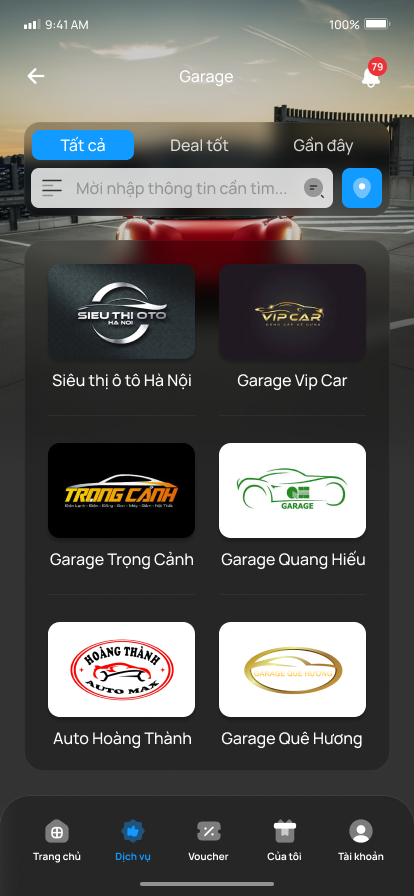 9:41 AM
100%
Garage
79
Tất cả
Deal tốt
Gần đây
Mời nhập thông tin cần tìm...
SIEU THI OTO
HA NOI
VIP CAR
Siêu thị ô tô Hà Nội
Garage Vip Car
TRỌNG CẢNH
QH
GARAGE
Garage Trọng Cảnh
Garage Quang Hiếu
HOÀNG THÀNH
AUTO MAX
GARAGE QUÊ HƯƠNG
Auto Hoàng Thành
Garage Quê Hương
Trang chủ
Dịch vụ
Voucher
Của tôi
Tài khoản